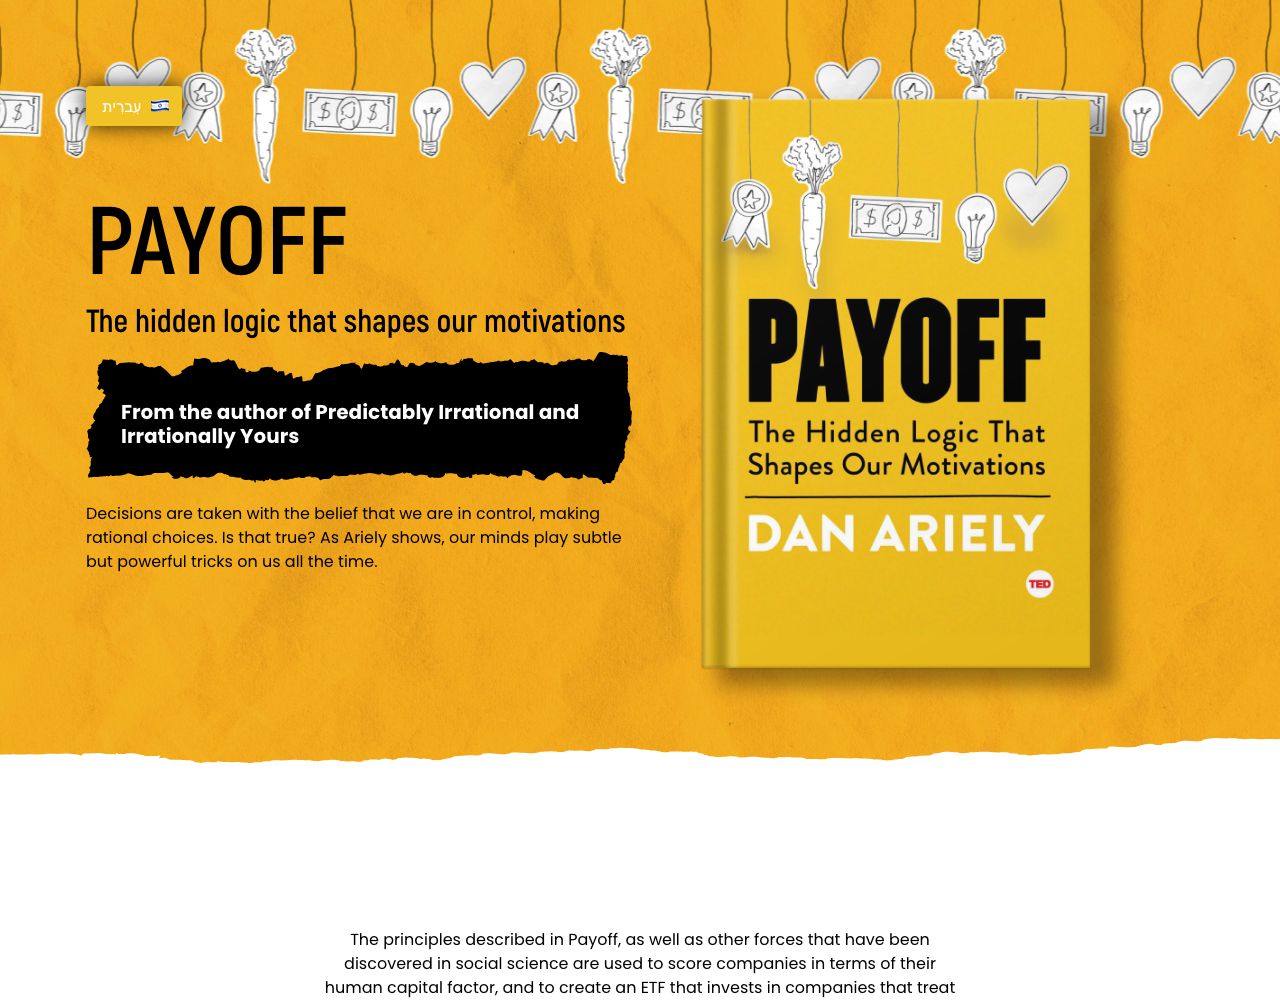 עברית
PAYOFF
The hidden logic that shapes our motivations
From the author of Predictably Irrational and
Irrationally Yours
Decisions are taken with the belief that we are in control, making
rational choices. Is that true? As Ariely shows, our minds play subtle
but powerful tricks on us all the time.
PAYOFF
The Hidden Logic That
Shapes Our Motivations
DAN ARIELY
TED
The principles described in Payoff, as well as other forces that have been
discovered in social science are used to score companies in terms of their
human capital factor, and to create an ETF that invests in companies that treat